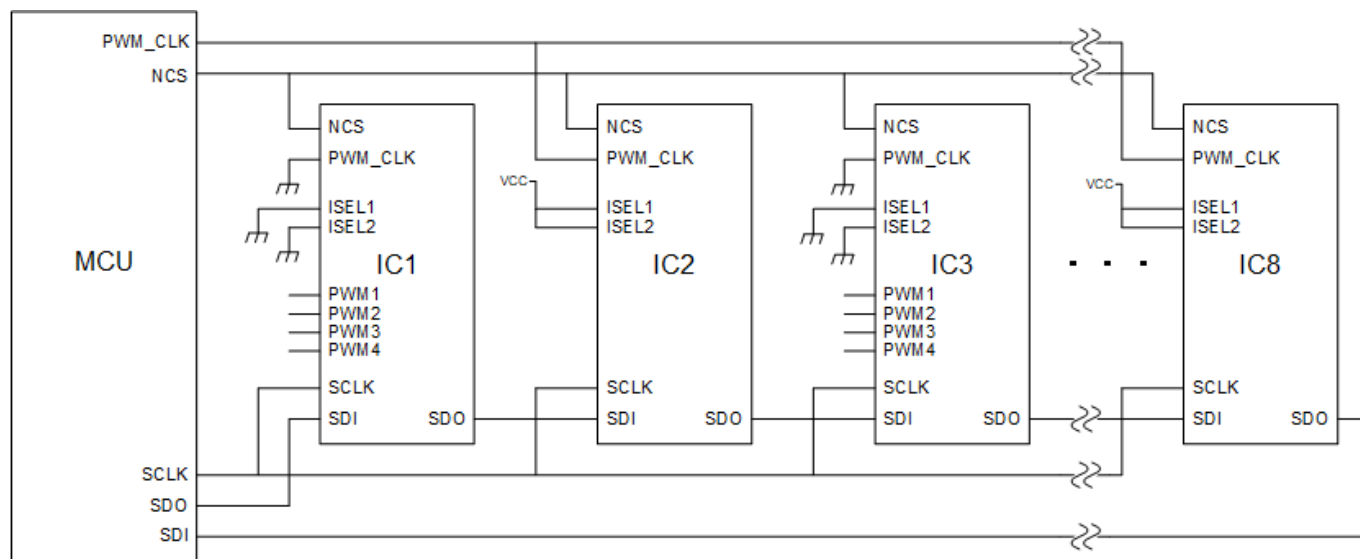 PWM_CLK
NCS
MCU
SCLK
SDO
SDI
NCS
PWM_CLK
ISEL1
ISEL2
IC1
PWM1
PWM2
PWM3
PWM4
SCLK
SDI SDO
NCS
PWM_CLK
VCC
ISEL1
ISEL2
IC2
SCLK
SDI SDO
NCS
PWM_CLK
ISEL1
ISEL2
IC3
PWM1
PWM2
PWM3
PWM4
SCLK
SDI SDO
. . .
NCS
PWM_CLK
VCC
ISEL1
ISEL2
IC8
SCLK
SDI SDO